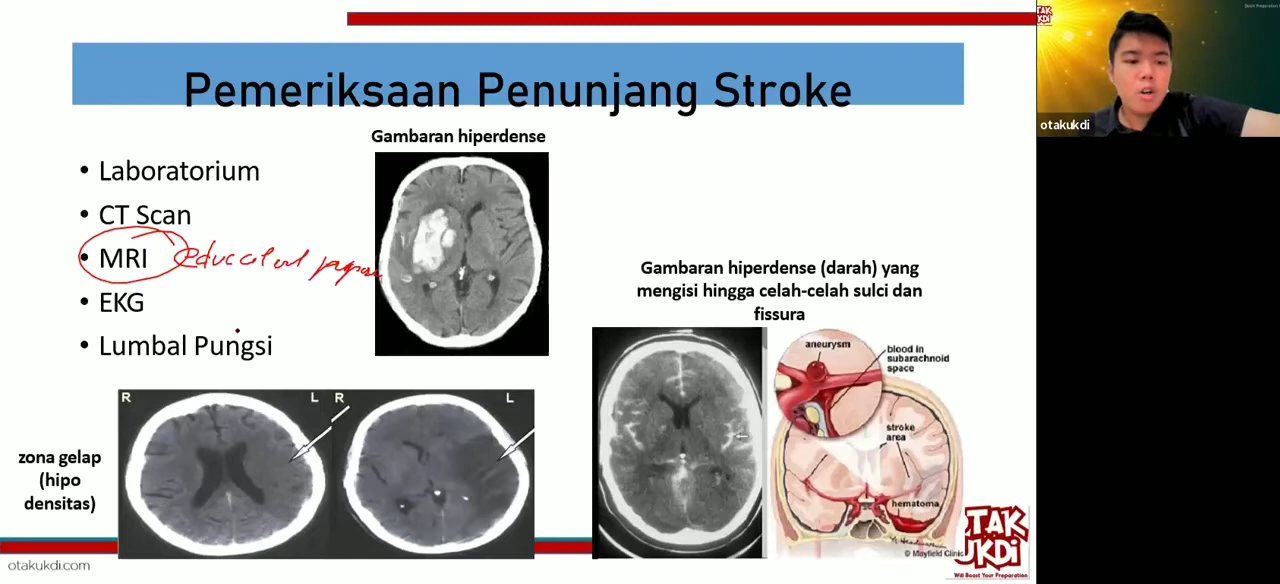 Pemeriksaan Penunjang Stroke
Gambaran hiperdense
• Laboratorium
• CT Scan
• MRI
• EKG
• Lumbal Pungsi
Gambaran hiperdense (darah) yang
mengisi hingga celah-celah sulci dan
fissura
zona gelap
(hipo
densitas)
R
L
R
L
aneurysm
blood in
subarachnoid
space
stroke
area
hematoma
© Mayfield Clinic
TAK
UKDi
Will Boost Your Preparation
otakukdi.com
TAK
UKDi
otakukdi